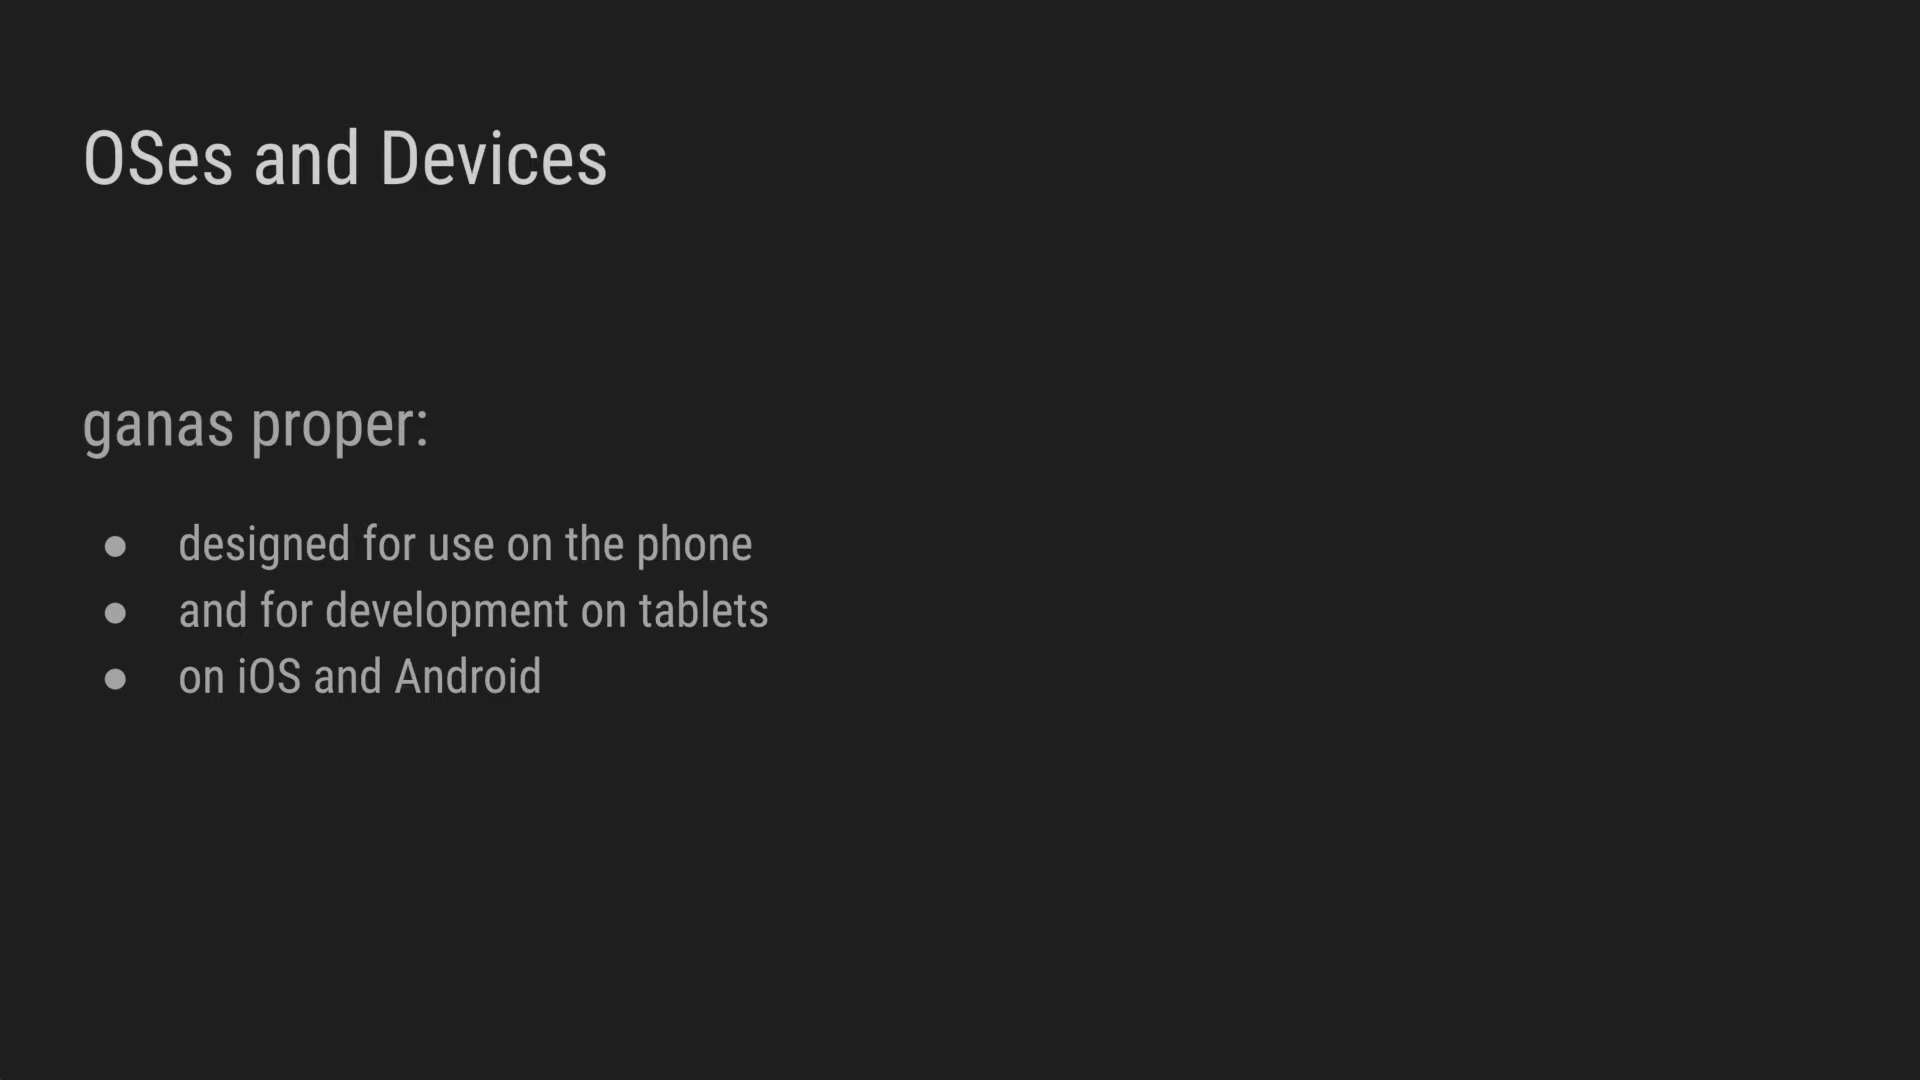 OSes and Devices
ganas proper:
● designed for use on the phone
● and for development on tablets
● on iOS and Android